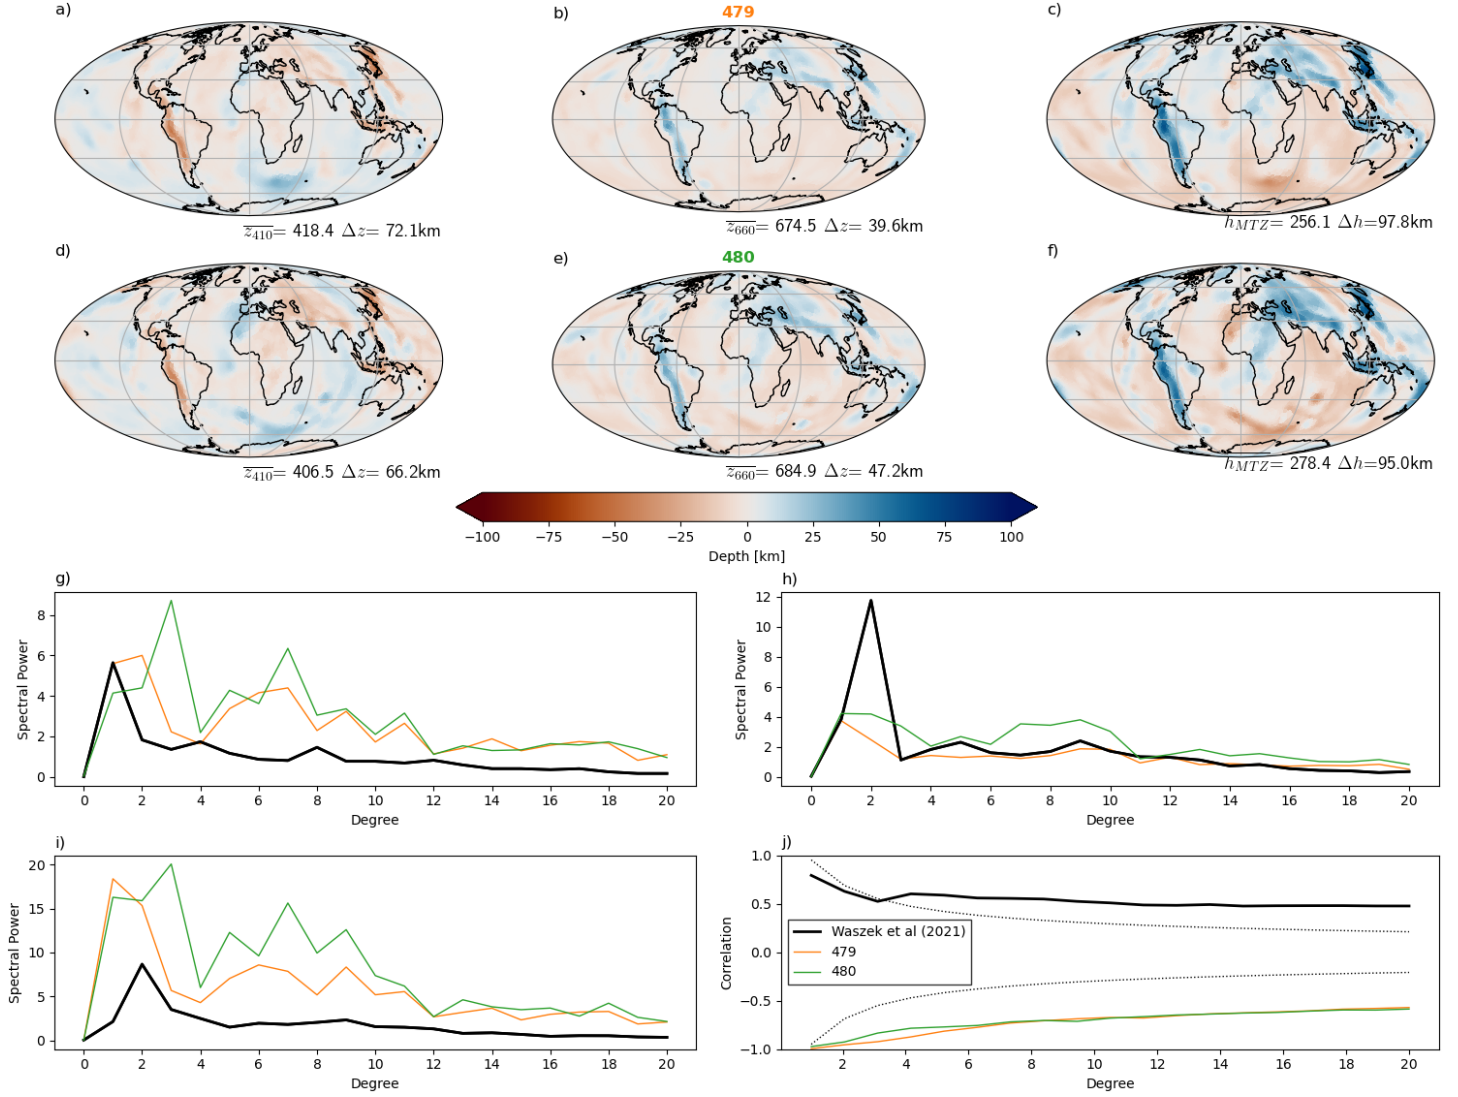 a)
b)
479
c)
z410= 418.4 Δz= 72.1km
z660= 674.5 Δz= 39.6km
hMTZ= 256.1 Δh=97.8km
d)
e)
480
f)
z410= 406.5 Δz= 66.2km
z660= 684.9 Δz= 47.2km
hMTZ= 278.4 Δh=95.0km
−100 −75 −50 −25 0 25 50 75 100
Depth [km]
g)
8
6
4
2
0
Spectral Power
0 2 4 6 8 10 12 14 16 18 20
Degree
h)
12
10
8
6
4
2
0
Spectral Power
0 2 4 6 8 10 12 14 16 18 20
Degree
i)
20
15
10
5
0
Spectral Power
0 2 4 6 8 10 12 14 16 18 20
Degree
j)
1.0
0.5
0.0
−0.5
−1.0
Correlation
Waszek et al (2021)
479
480
2 4 6 8 10 12 14 16 18 20
Degree